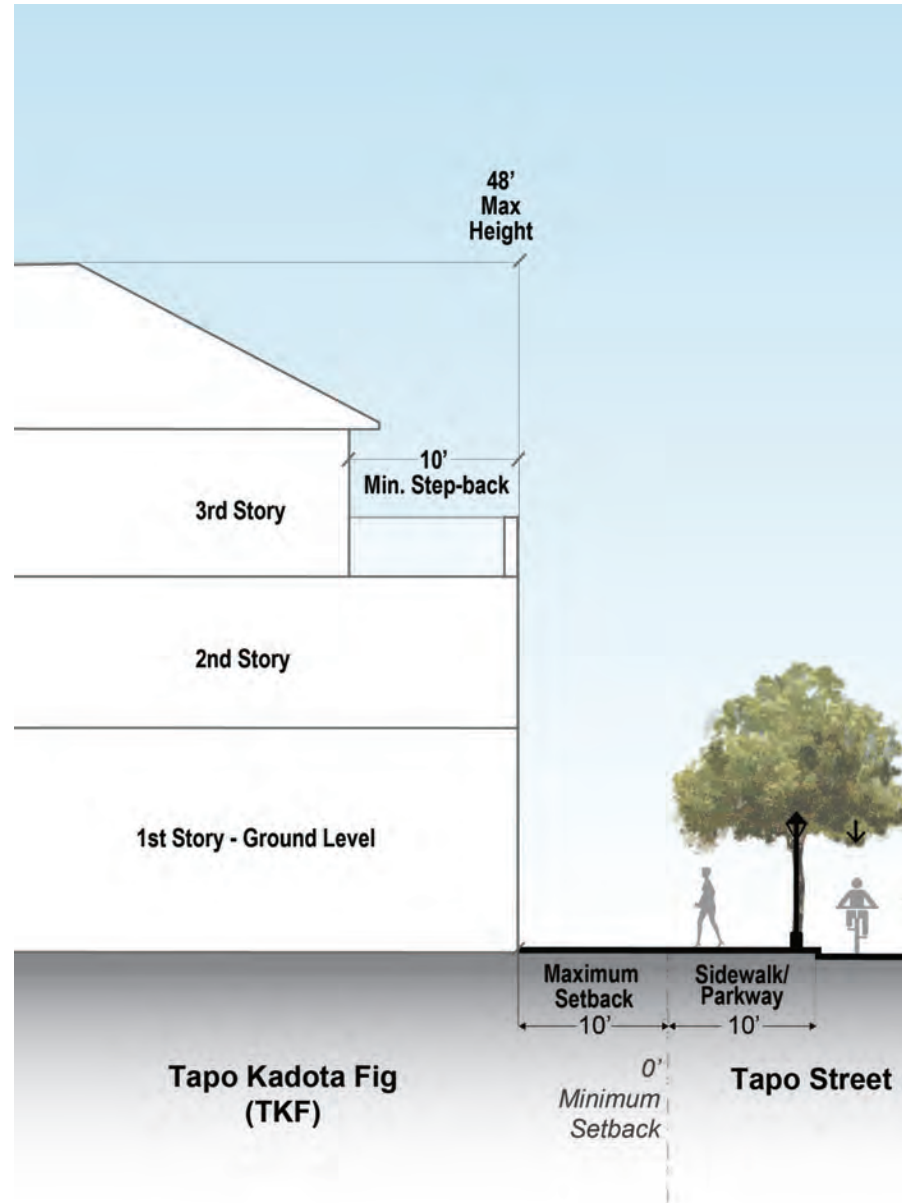 48'
Max
Height
10'
Min. Step-back
3rd Story
2nd Story
1st Story - Ground Level
Maximum
Setback
10'
Sidewalk/
Parkway
10'
Tapo Kadota Fig
(TKF)
0'
Minimum
Setback
Tapo Street